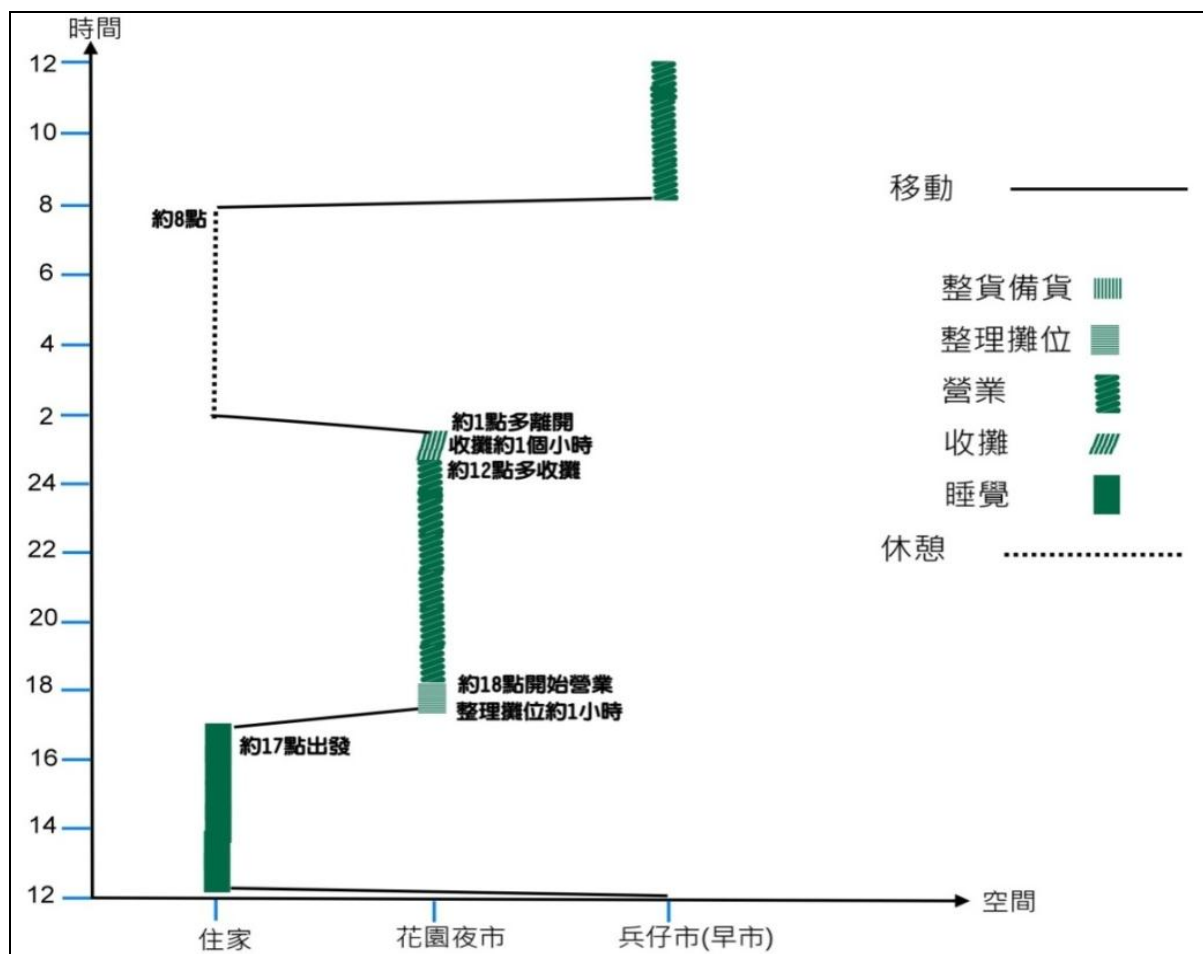 時間
12
10
8
6
4
2
24
22
20
18
16
14
12
約8點
約1點多離開
收攤約1個小時
約12點多收攤
約18點開始營業
整理攤位約1小時
約17點出發
移動
整貨備貨
整理攤位
營業
收攤
睡覺
休憩
空間
住家
花園夜市
兵仔市(早市)